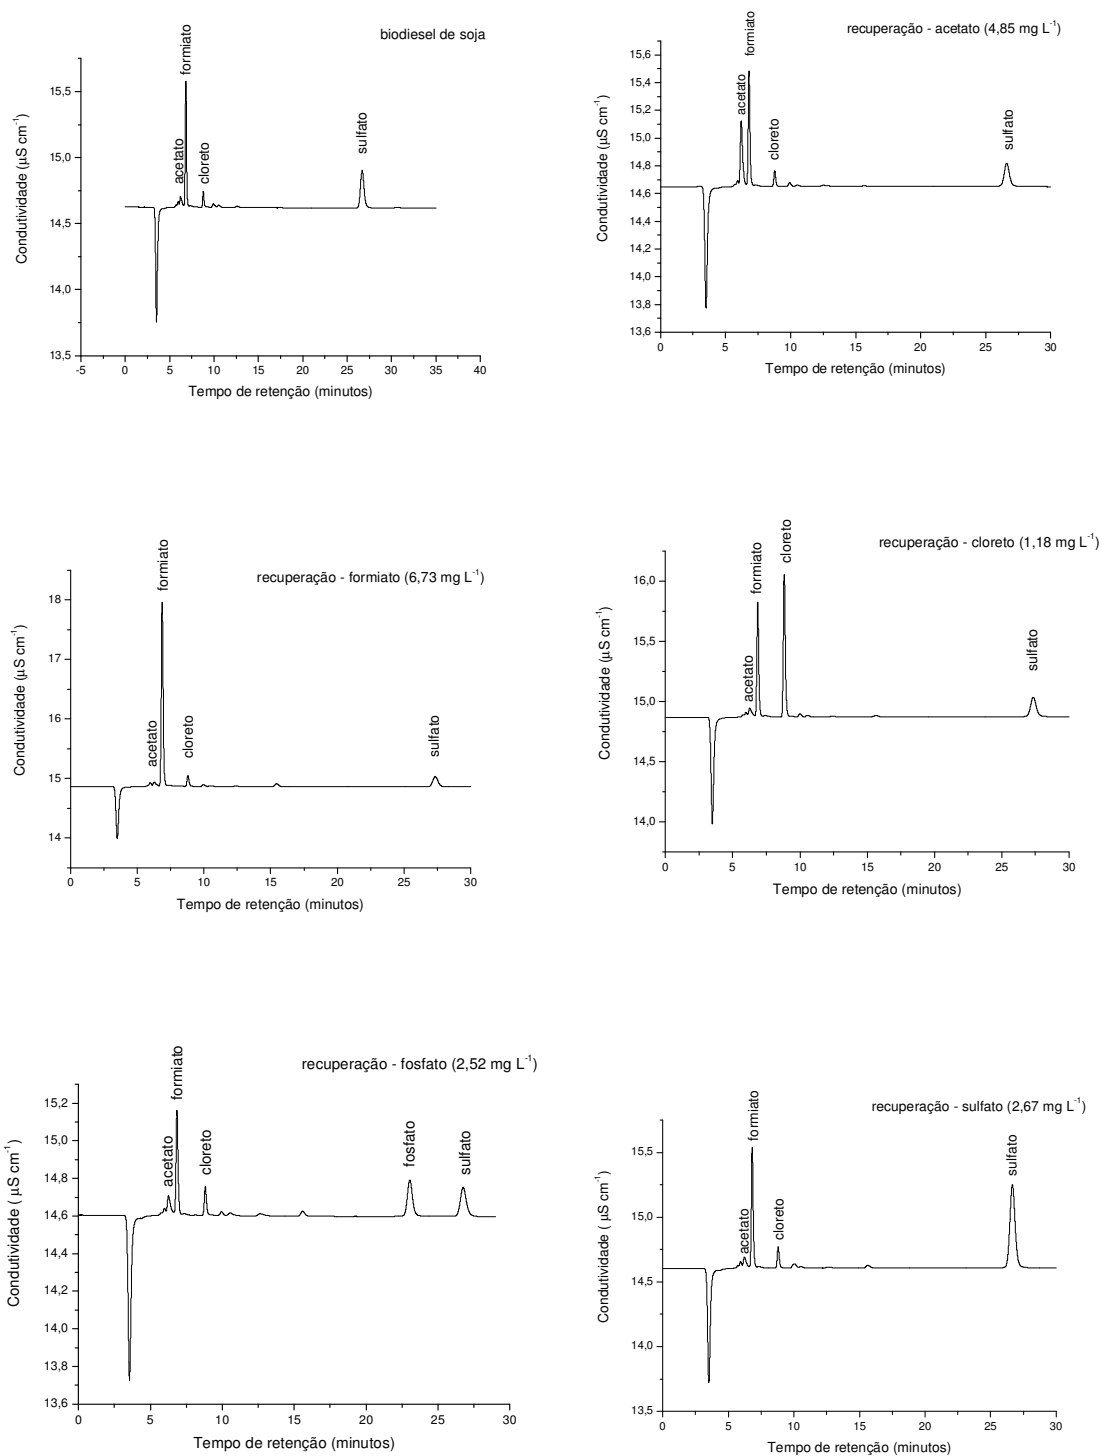 biodiesel de soja
formiato
acetato
cloreto
sulfato
15,5
15,0
14,5
14,0
13,5
-5 0 5 10 15 20 25 30 35 40
Condutividade (µS cm-1)
Tempo de retenção (minutos)
recuperação - acetato (4,85 mg L-1)
formiato
acetato
cloreto
sulfato
15,6
15,4
15,2
15,0
14,8
14,6
14,4
14,2
14,0
13,8
13,6
0 5 10 15 20 25 30
Condutividade (µS cm-1)
Tempo de retenção (minutos)
recuperação - formiato (6,73 mg L-1)
formiato
acetato
cloreto
sulfato
18
17
16
15
14
0 5 10 15 20 25 30
Condutividade (µS cm-1)
Tempo de retenção (minutos)
recuperação - cloreto (1,18 mg L-1)
cloreto
formiato
acetato
sulfato
16,0
15,5
15,0
14,5
14,0
0 5 10 15 20 25 30
Condutividade (µS cm-1)
Tempo de retenção (minutos)
recuperação - fosfato (2,52 mg L-1)
formiato
acetato
cloreto
fosfato
sulfato
15,2
15,0
14,8
14,6
14,4
14,2
14,0
13,8
13,6
0 5 10 15 20 25 30
Condutividade ( µS cm-1)
Tempo de retenção (minutos)
recuperação - sulfato (2,67 mg L-1)
formiato
acetato
cloreto
sulfato
15,5
15,0
14,5
14,0
13,5
0 5 10 15 20 25 30
Condutividade ( µS cm-1)
Tempo de retenção (minutos)